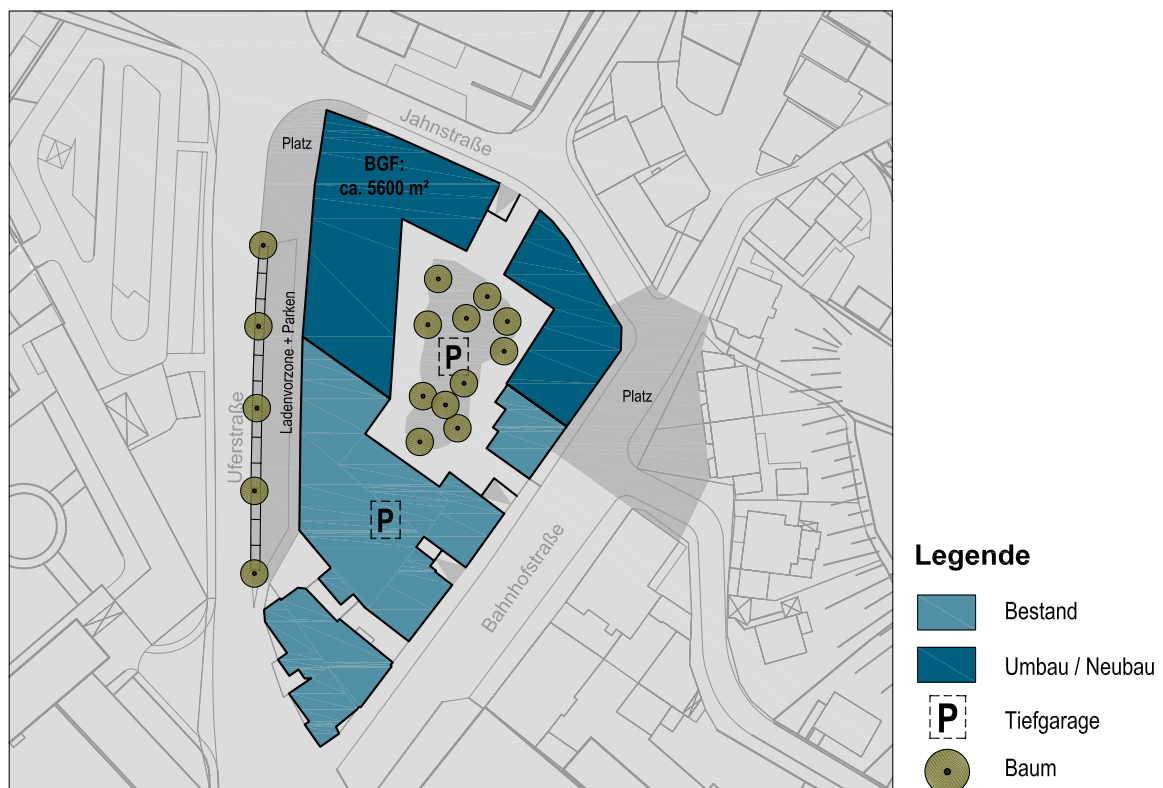 Jahnstraße
Platz
BGF:
ca. 5600 m²
Ladenvorzone + Parken
Uferstraße
P
Platz
P
Bahnhofstraße
Legende
Bestand
Umbau / Neubau
P
Tiefgarage
Baum